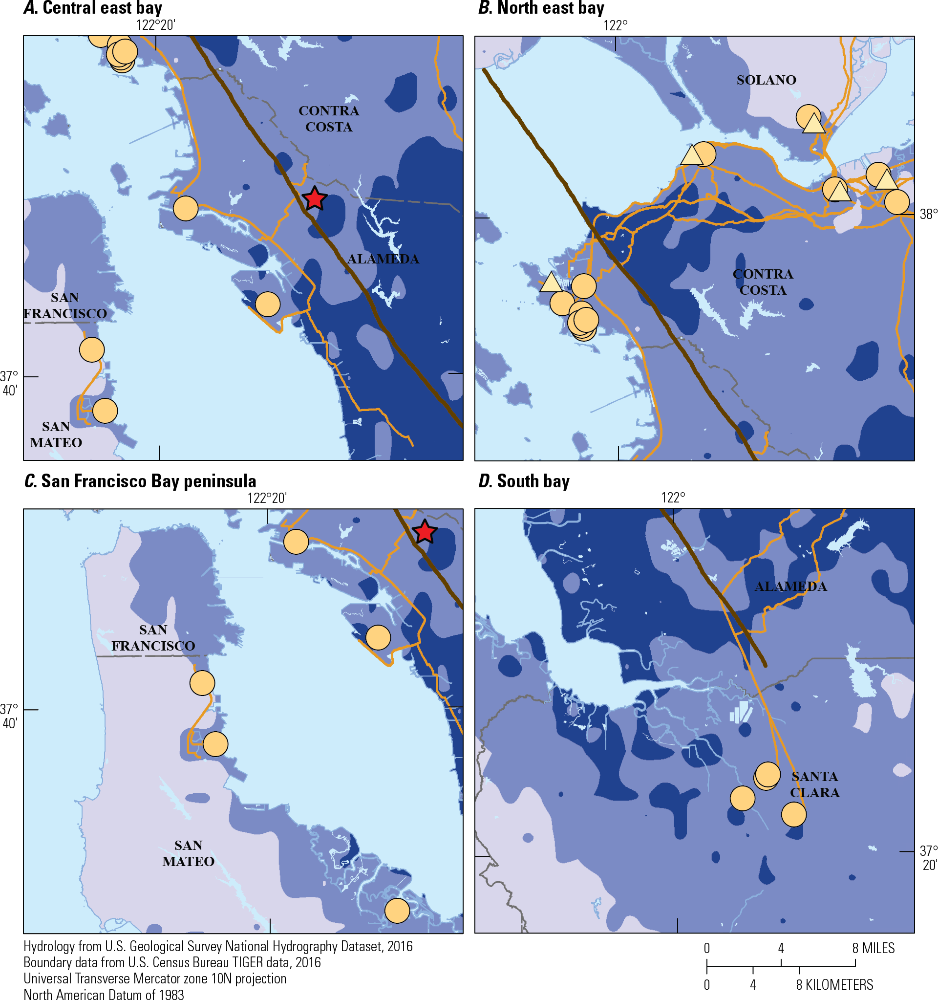 A. Central east bay
122°20'
CONTRA
COSTA
ALAMEDA
SAN
FRANCISCO
37°
40'
SAN
MATEO
B. North east bay
122°
SOLANO
38°
CONTRA
COSTA
C. San Francisco Bay peninsula
122°20'
SAN
FRANCISCO
37°
40'
SAN
MATEO
D. South bay
122°
ALAMEDA
SANTA
CLARA
37°
20'
Hydrology from U.S. Geological Survey National Hydrography Dataset, 2016
Boundary data from U.S. Census Bureau TIGER data, 2016
Universal Transverse Mercator zone 10N projection
North American Datum of 1983
0 4 8 MILES
0 4 8 KILOMETERS